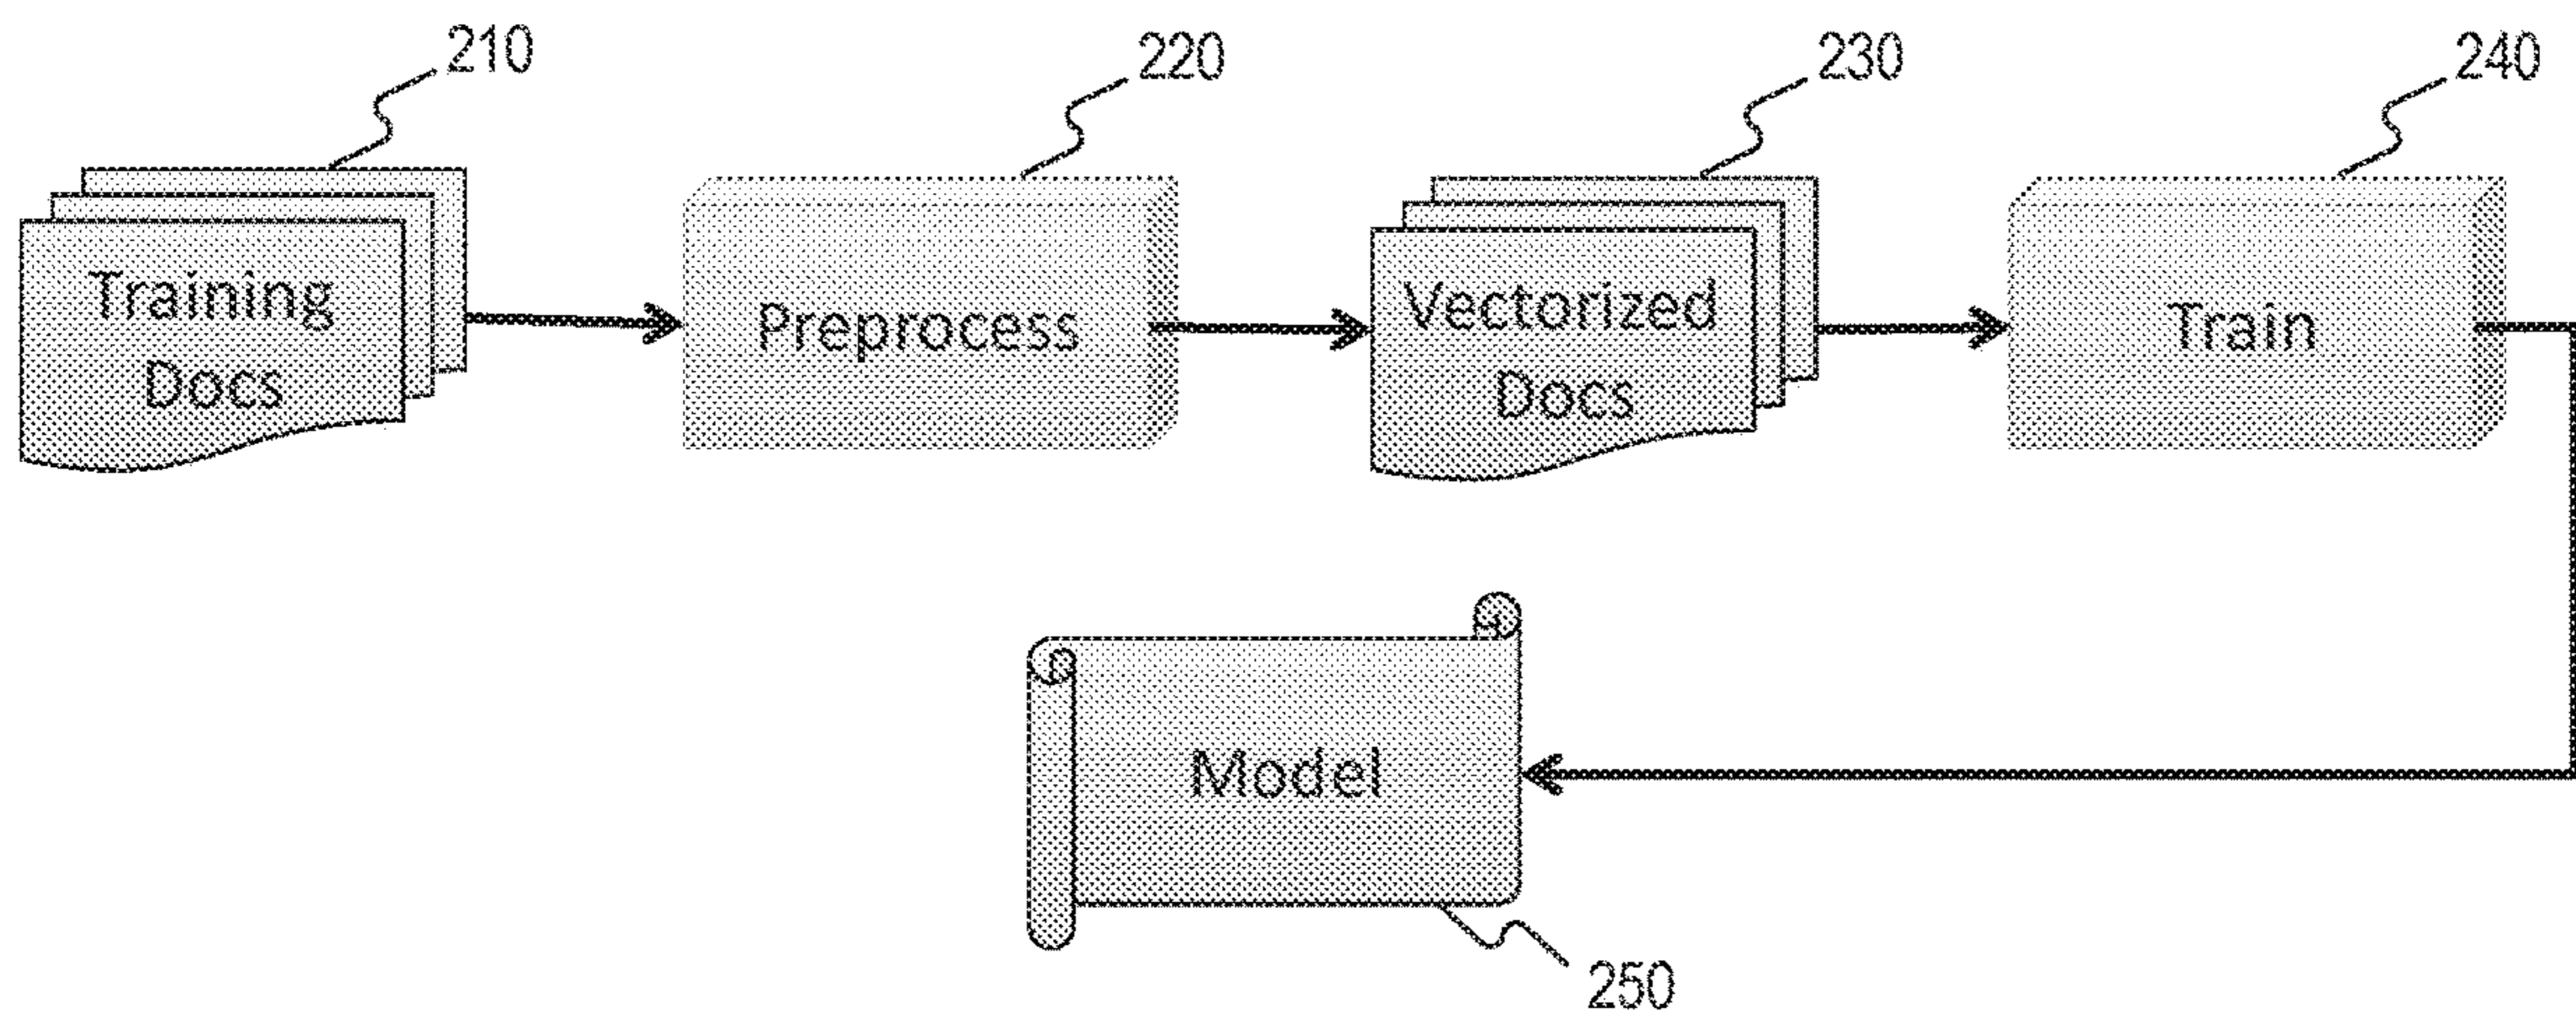 210
220
230
240
Training
Docs
Preprocess
Vectorized
Docs
Train
Model
250